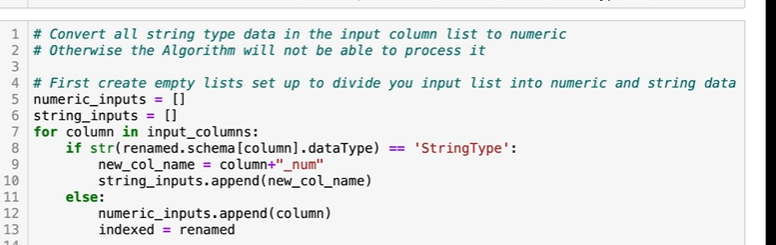 1 # Convert all string type data in the input column list to numeric
2 # Otherwise the Algorithm will not be able to process it
3
4 # First create empty lists set up to divide you input list into numeric and string data
5 numeric_inputs = []
6 string_inputs = []
7 for column in input_columns:
8     if str(renamed.schema[column].dataType) == 'StringType':
9         new_col_name = column+"_num"
10         string_inputs.append(new_col_name)
11     else:
12         numeric_inputs.append(column)
13         indexed = renamed